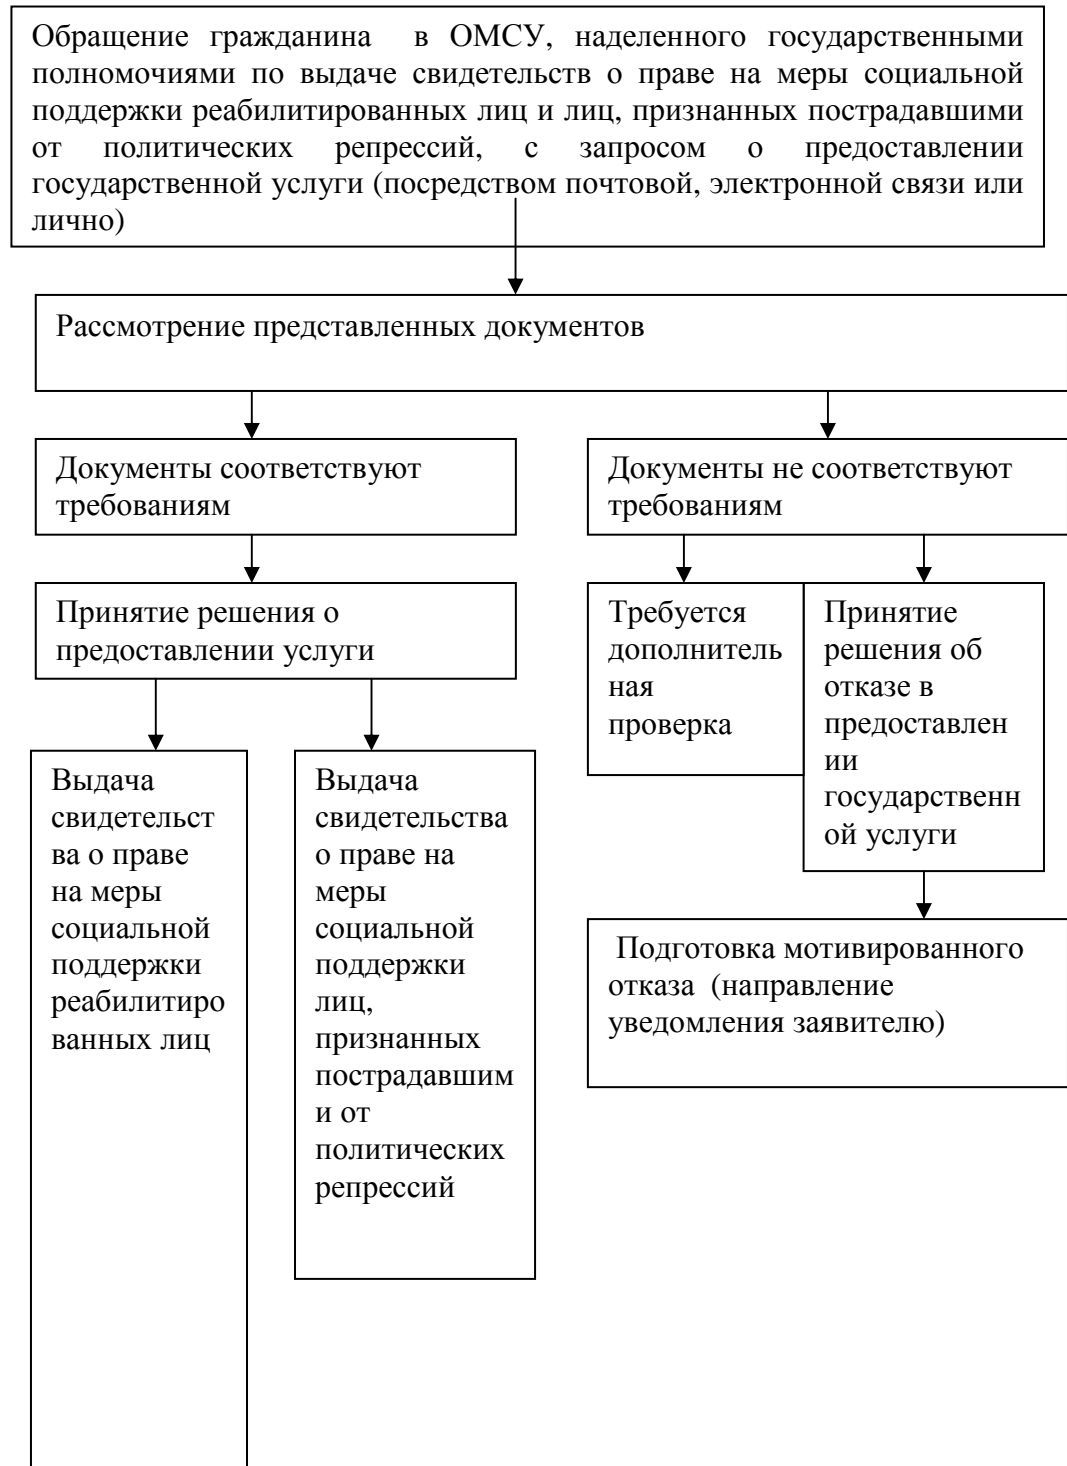 Обращение гражданина в ОМСУ, наделенного государственными
полномочиями по выдаче свидетельств о праве на меры социальной
поддержки реабилитированных лиц и лиц, признанных пострадавшими
от политических репрессий, с запросом о предоставлении
государственной услуги (посредством почтовой, электронной связи или
лично)
Рассмотрение представленных документов
Документы соответствуют
требованиям
Документы не соответствуют
требованиям
Принятие решения о
предоставлении услуги
Требуется
дополнитель
ная
проверка
Принятие
решения об
отказе в
предоставлен
ии
государственн
ой услуги
Выдача
свидетельст
ва о праве
на меры
социальной
поддержки
реабилитиро
ванных лиц
Выдача
свидетельства
о праве на
меры
социальной
поддержки
лиц,
признанных
пострадавшим
и от
политических
репрессий
Подготовка мотивированного
отказа (направление
уведомления заявителю)